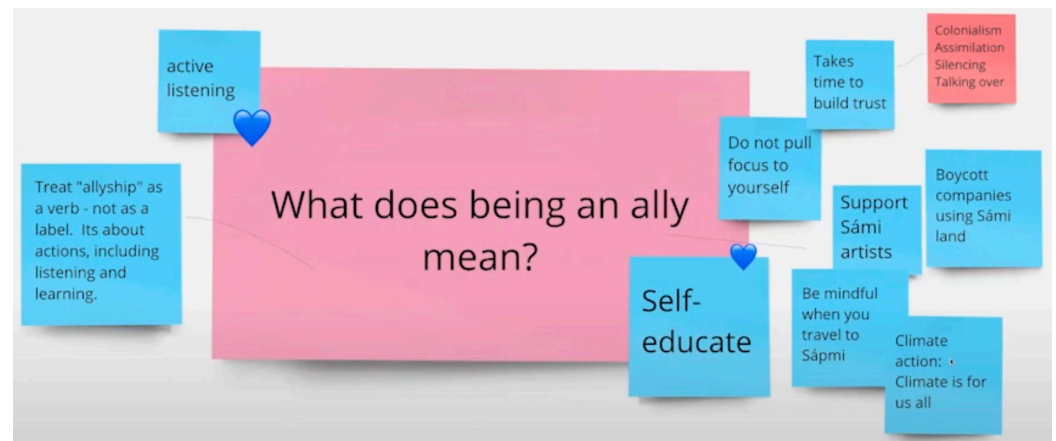 active
listening
Treat "allyship" as
a verb - not as a
label. Its about
actions, including
listening and
learning.
What does being an ally
mean?
Self-
educate
Do not pull
focus to
yourself
Takes
time to
build trust
Colonialism
Assimilation
Silencing
Talking over
Support
Sámi
artists
Boycott
companies
using Sámi
land
Be mindful
when you
travel to
Sápmi
Climate
action:
Climate is for
us all